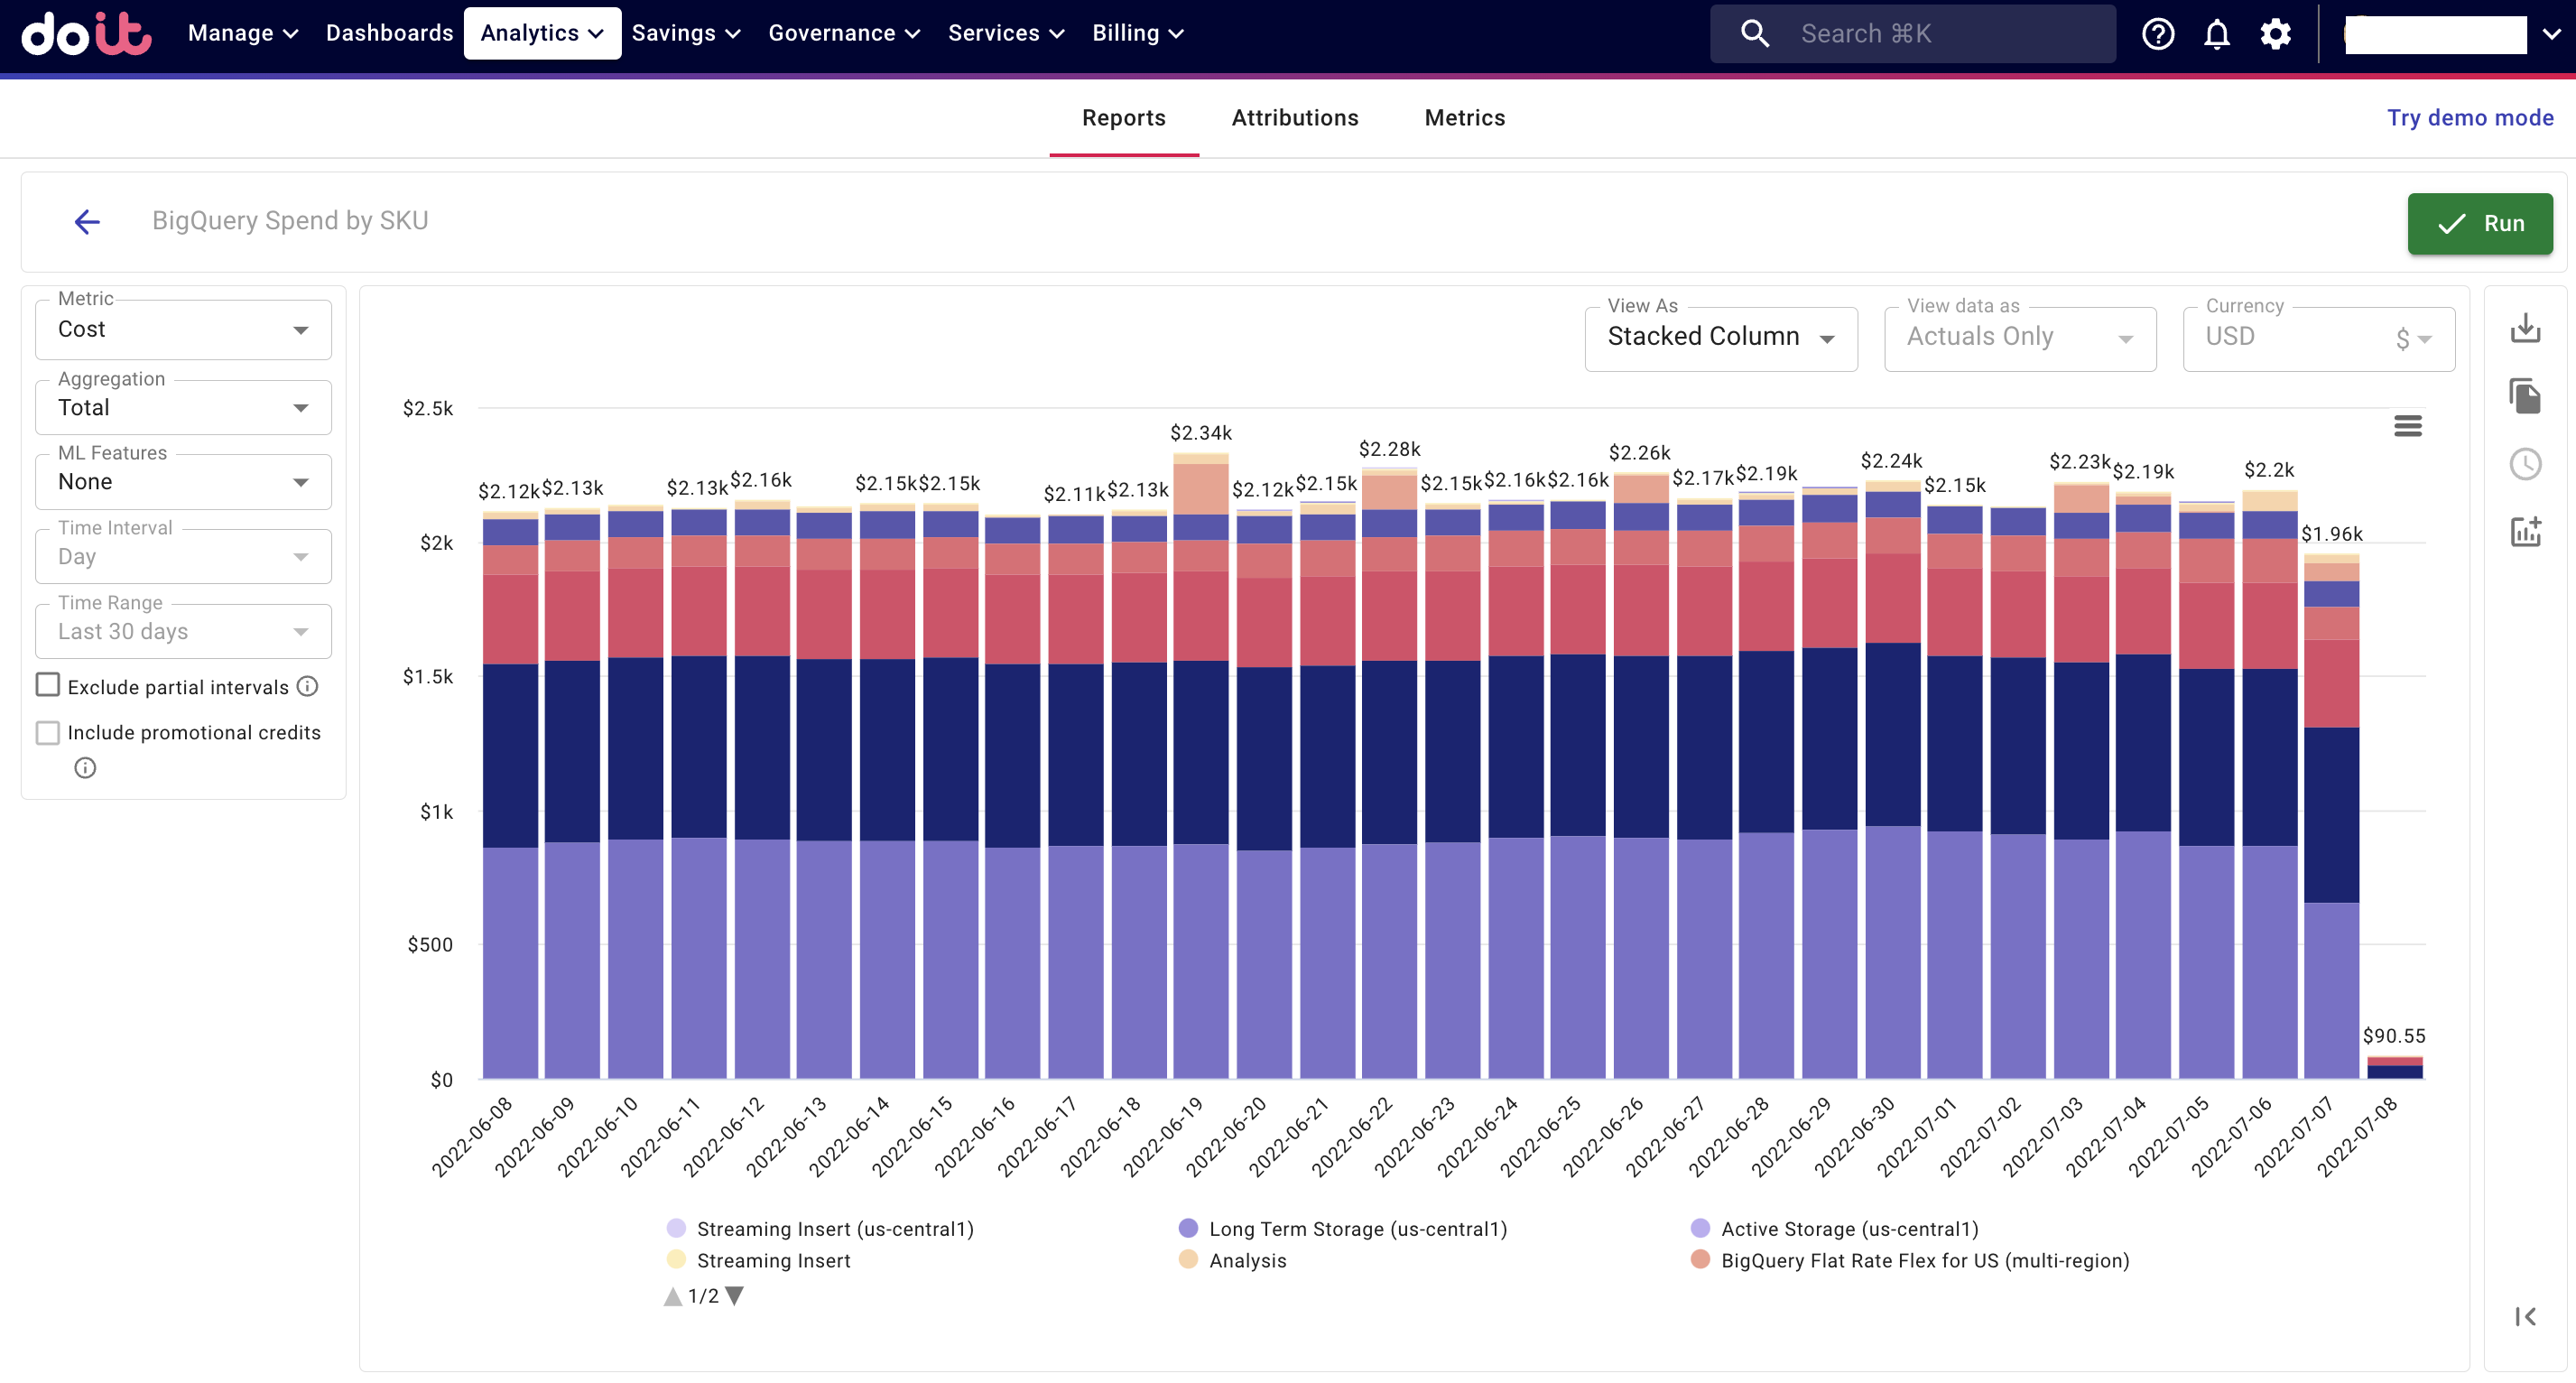 doit Manage Dashboards Analytics Savings Governance Services Billing Search ⌘K
Reports Attributions Metrics Try demo mode
BigQuery Spend by SKU Run
Metric
Cost
Aggregation
Total
ML Features
None
Time Interval
Day
Time Range
Last 30 days
Exclude partial intervals
Include promotional credits
View As
Stacked Column
View data as
Actuals Only
Currency
USD $
$2.5k
$2k
$1.5k
$1k
$500
$0
$2.12k
$2.13k
$2.13k
$2.16k
$2.15k
$2.15k
$2.11k
$2.13k
$2.34k
$2.12k
$2.15k
$2.28k
$2.15k
$2.16k
$2.16k
$2.26k
$2.17k
$2.19k
$2.24k
$2.15k
$2.23k
$2.19k
$2.2k
$1.96k
$90.55
2022-06-08
2022-06-09
2022-06-10
2022-06-11
2022-06-12
2022-06-13
2022-06-14
2022-06-15
2022-06-16
2022-06-17
2022-06-18
2022-06-19
2022-06-20
2022-06-21
2022-06-22
2022-06-23
2022-06-24
2022-06-25
2022-06-26
2022-06-27
2022-06-28
2022-06-29
2022-06-30
2022-07-01
2022-07-02
2022-07-03
2022-07-04
2022-07-05
2022-07-06
2022-07-07
2022-07-08
Streaming Insert (us-central1) Long Term Storage (us-central1) Active Storage (us-central1)
Streaming Insert Analysis BigQuery Flat Rate Flex for US (multi-region)
1/2